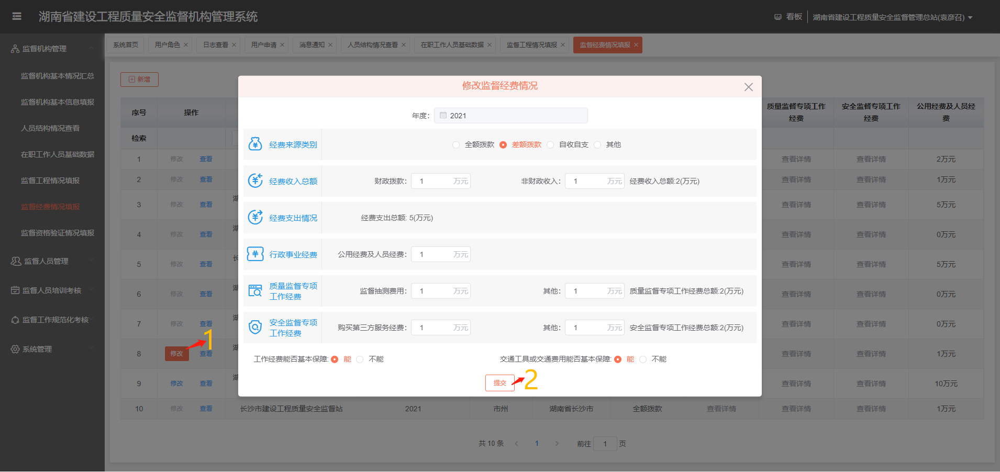 湖南省建设工程质量安全监督机构管理系统
看板
湖南省建设工程质量安全监督管理总站(袁彦召)
监督机构管理
监督机构基本情况汇总
监督机构基本信息填报
人员结构情况查看
在职工作人员基础数据
监督工程情况填报
监督经费情况填报
监督资格验证情况填报
监督人员管理
监督人员培训考核
监督工作规范化考核
系统管理
系统首页 用户角色 日志查看 用户申请 消息通知 人员结构情况查看 在职工作人员基础数据 监督工程情况填报 监督经费情况填报
新增
序号 操作 质量监督专项工作经费 安全监督专项工作经费 公用经费及人员经费
检索
1 修改 查看 查看详情 查看详情 2万元
2 修改 查看 查看详情 查看详情 1万元
3 修改 查看 湖 查看详情 查看详情 5万元
4 修改 查看 湖 查看详情 查看详情 0万元
5 修改 查看 长 查看详情 查看详情 5万元
6 修改 查看 湖 查看详情 查看详情 0万元
7 修改 查看 湖 查看详情 查看详情 0万元
8 修改 查看 湖 查看详情 查看详情 1万元
9 修改 查看 湖 查看详情 查看详情 10万元
10 修改 查看 长沙市建设工程质量安全监督站 2021 市州 湖南省长沙市 全额拨款 查看详情 查看详情 查看详情 1万元
共 10 条 1 前往 1 页
修改监督经费情况
年度: 2021
经费来源类别 全额拨款 差额拨款 自收自支 其他
经费收入总额 财政拨款: 1 万元 非财政收入: 1 万元 经费收入总额:2(万元)
经费支出情况 经费支出总额: 5(万元)
行政事业经费 公用经费及人员经费: 1 万元
质量监督专项
工作经费 监督抽测费用: 1 万元 其他: 1 万元 质量监督专项工作经费总额:2(万元)
安全监督专项
工作经费 购买第三方服务经费: 1 万元 其他: 1 万元 安全监督专项工作经费总额:2(万元)
工作经费能否基本保障: 能 不能 交通工具或交通费用能否基本保障: 能 不能
提交
1
2